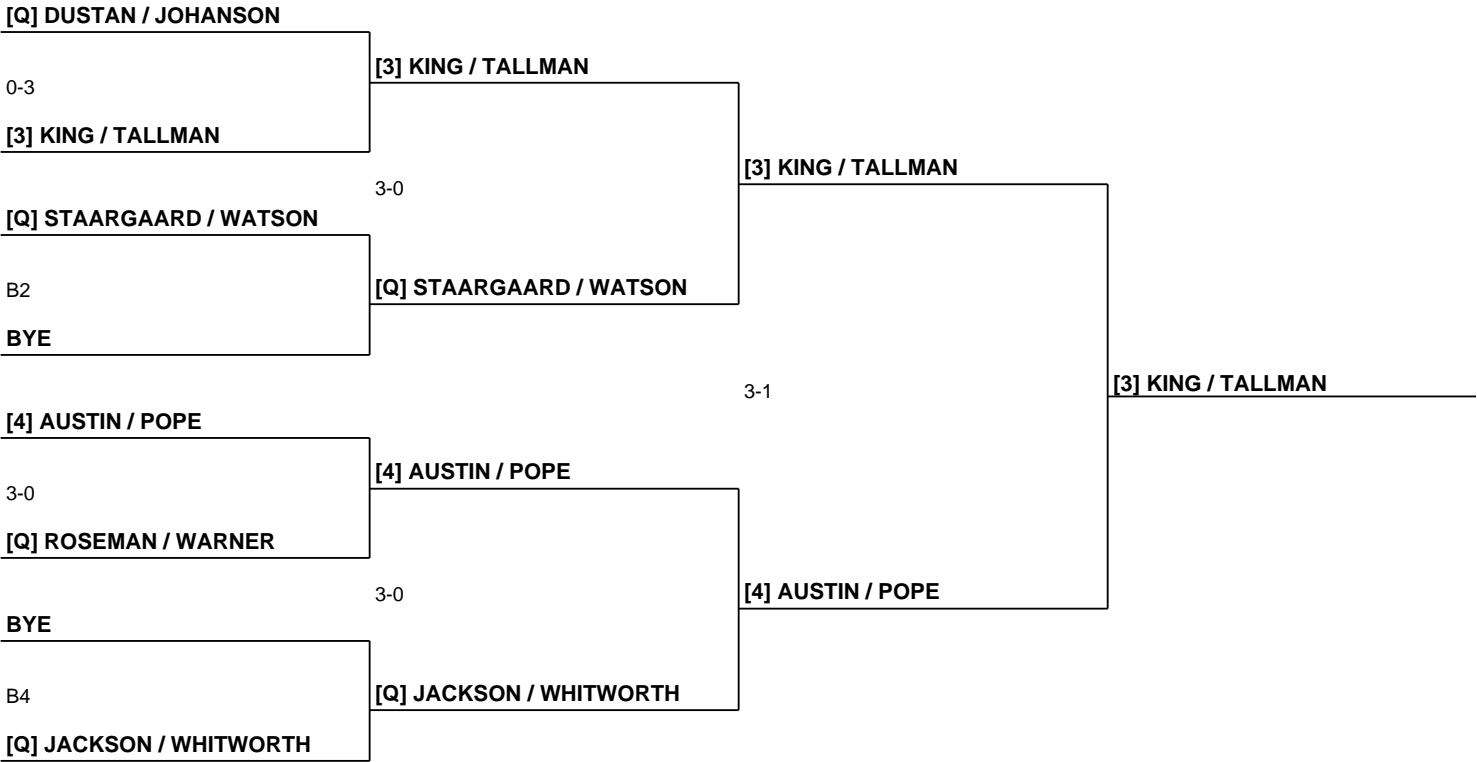 [Q] DUSTAN / JOHANSON
[3] KING / TALLMAN
0-3
[3] KING / TALLMAN
[3] KING / TALLMAN
3-0
[Q] STAARGAARD / WATSON
[Q] STAARGAARD / WATSON
B2
BYE
3-1
[3] KING / TALLMAN
[4] AUSTIN / POPE
[4] AUSTIN / POPE
3-0
[Q] ROSEMAN / WARNER
3-0
[4] AUSTIN / POPE
BYE
[Q] JACKSON / WHITWORTH
B4
[Q] JACKSON / WHITWORTH